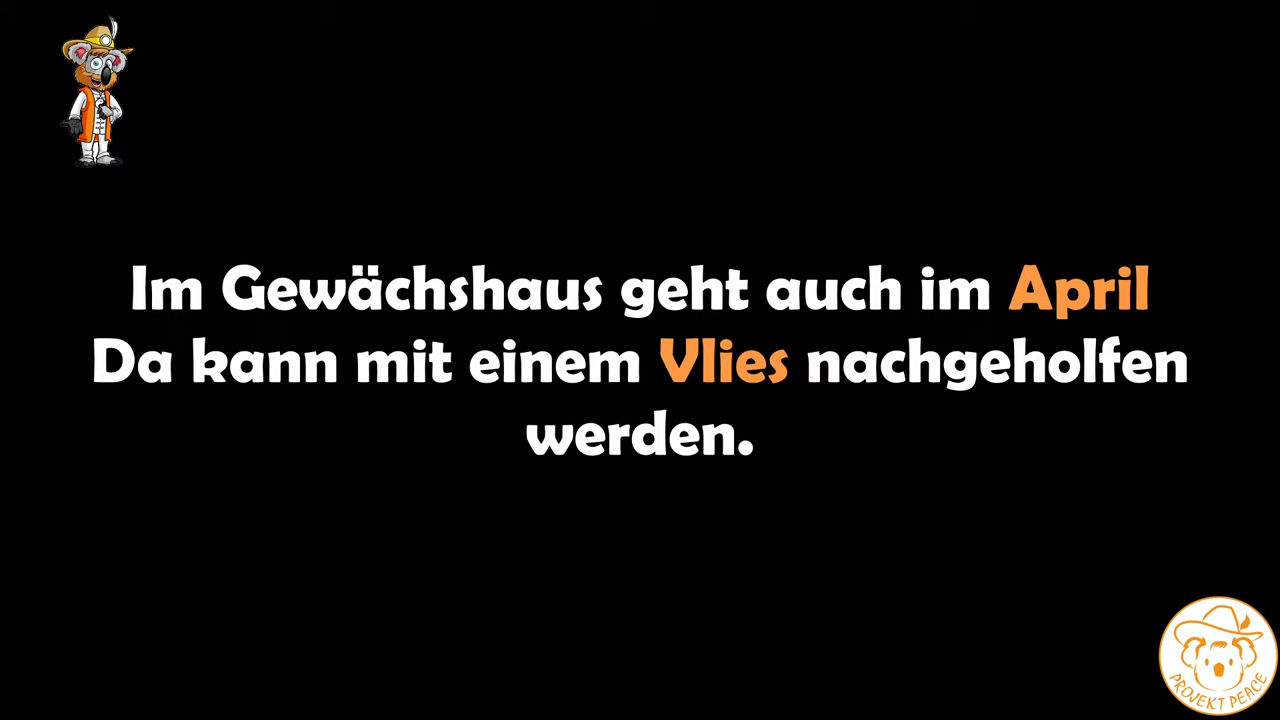 Im Gewächshaus geht auch im April
Da kann mit einem Vlies nachgeholfen
werden.
PROJEKT PEACE